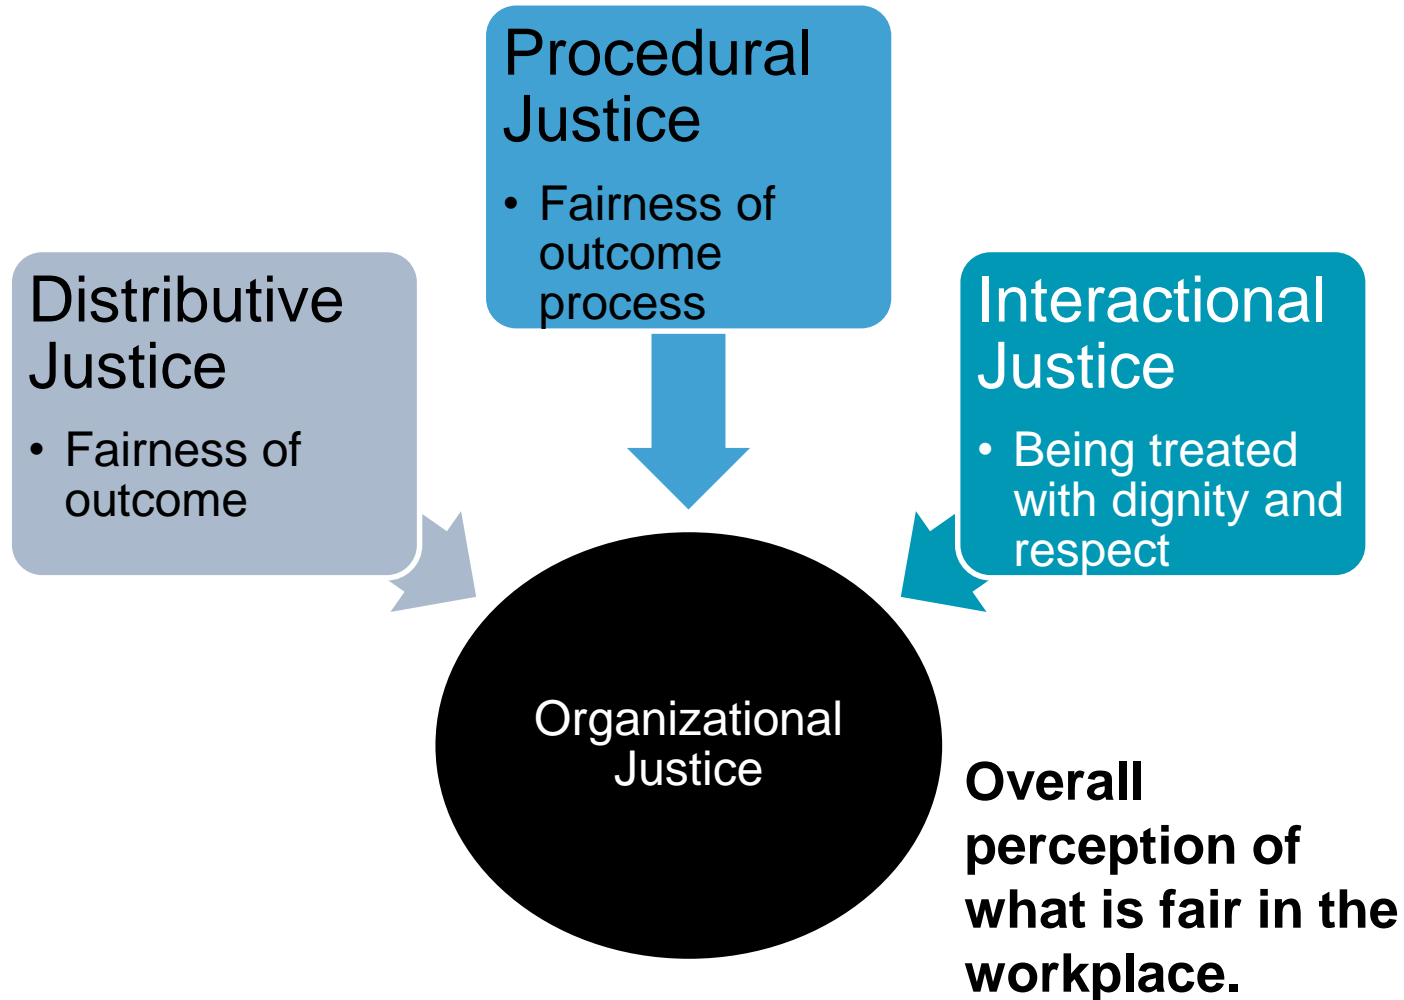 Procedural
Justice
• Fairness of
outcome
process
Distributive
Justice
• Fairness of
outcome
Interactional
Justice
• Being treated
with dignity and
respect
Organizational
Justice
Overall
perception of
what is fair in the
workplace.